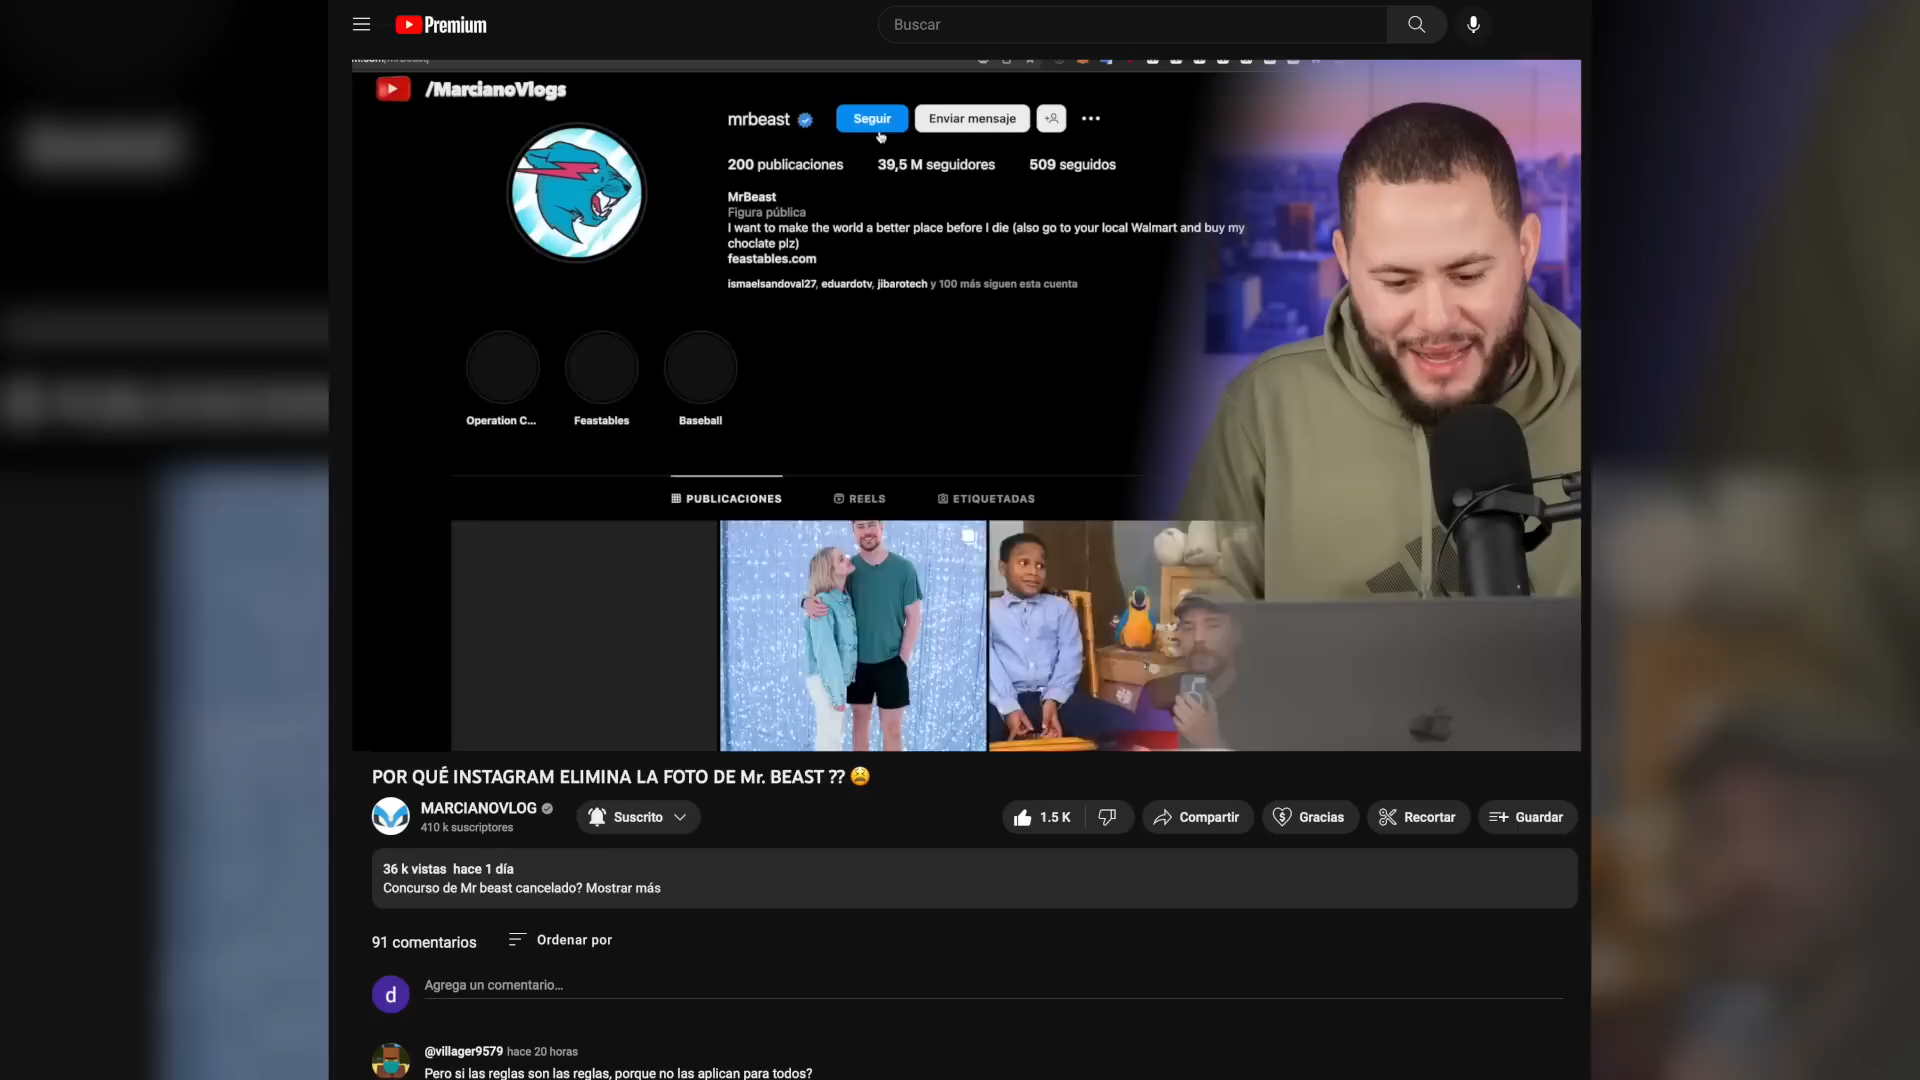 Premium
Buscar
/MarcianoVlogs
mrbeast
Seguir
Enviar mensaje
200 publicaciones
39,5 M seguidores
509 seguidos
MrBeast
Figura pública
I want to make the world a better place before I die (also go to your local Walmart and buy my
choclate plz)
feastables.com
ismaelsandoval27, eduardotv, jibarotech y 100 más siguen esta cuenta
Operation C...
Feastables
Baseball
PUBLICACIONES
REELS
ETIQUETADAS
POR QUÉ INSTAGRAM ELIMINA LA FOTO DE Mr. BEAST ?? 😫
MARCIANOVLOG
410 k suscriptores
Suscrito
1.5 K
Compartir
Gracias
Recortar
Guardar
36 k vistas hace 1 día
Concurso de Mr beast cancelado? Mostrar más
91 comentarios
Ordenar por
d
Agrega un comentario...
@villager9579 hace 20 horas
Pero si las reglas son las reglas, porque no las aplican para todos?